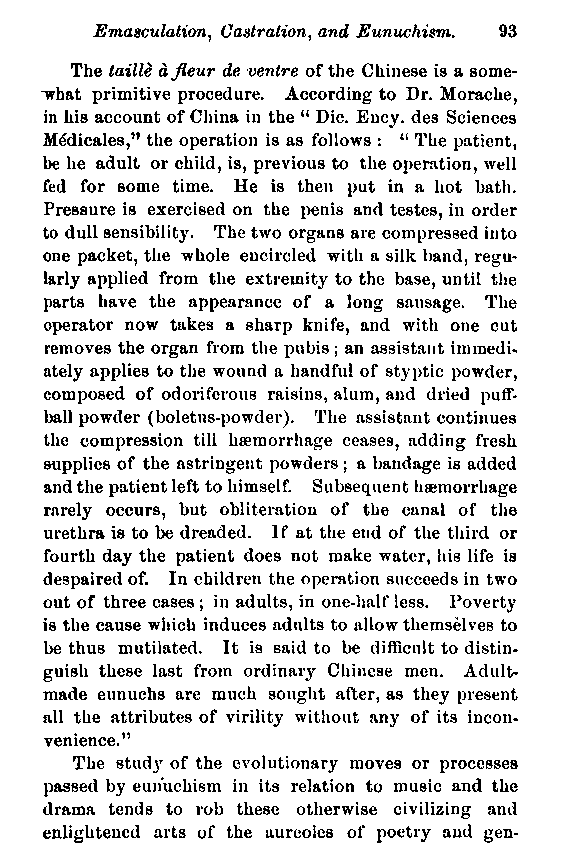 Emasculation, Castration, and Eunuchism. 93
The taillè à fleur de ventre of the Chinese is a some-
what primitive procedure. According to Dr. Morache,
in his account of China in the “ Dic. Ency. des Sciences
Médicales,” the operation is as follows : “ The patient,
be he adult or child, is, previous to the operation, well
fed for some time. He is then put in a hot bath.
Pressure is exercised on the penis and testes, in order
to dull sensibility. The two organs are compressed into
one packet, the whole encircled with a silk band, regu-
larly applied from the extremity to the base, until the
parts have the appearance of a long sausage. The
operator now takes a sharp knife, and with one cut
removes the organ from the pubis ; an assistant immedi-
ately applies to the wound a handful of styptic powder,
composed of odoriferous raisins, alum, and dried puff-
ball powder (boletus-powder). The assistant continues
the compression till hæmorrhage ceases, adding fresh
supplies of the astringent powders ; a bandage is added
and the patient left to himself. Subsequent hæmorrhage
rarely occurs, but obliteration of the canal of the
urethra is to be dreaded. If at the end of the third or
fourth day the patient does not make water, his life is
despaired of. In children the operation succeeds in two
out of three cases ; in adults, in one-half less. Poverty
is the cause which induces adults to allow themselves to
be thus mutilated. It is said to be difficult to distin-
guish these last from ordinary Chinese men. Adult-
made eunuchs are much sought after, as they present
all the attributes of virility without any of its incon-
venience.”
The study of the evolutionary moves or processes
passed by eunuchism in its relation to music and the
drama tends to rob these otherwise civilizing and
enlightened arts of the aureoles of poetry and gen-